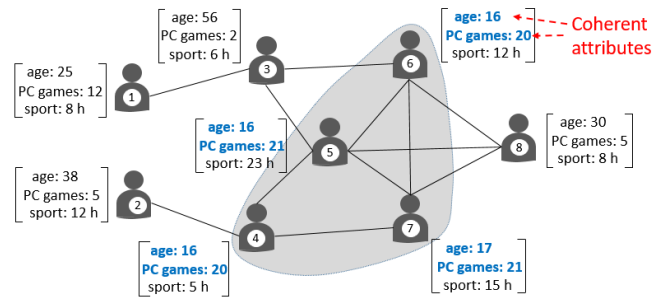 age: 56
PC games: 2
sport: 6 h
3
age: 16
PC games: 20
sport: 12 h
Coherent
attributes
6
age: 25
PC games: 12
sport: 8 h
1
age: 16
PC games: 21
sport: 23 h
5
age: 30
PC games: 5
sport: 8 h
8
age: 38
PC games: 5
sport: 12 h
2
4
age: 16
PC games: 20
sport: 5 h
7
age: 17
PC games: 21
sport: 15 h